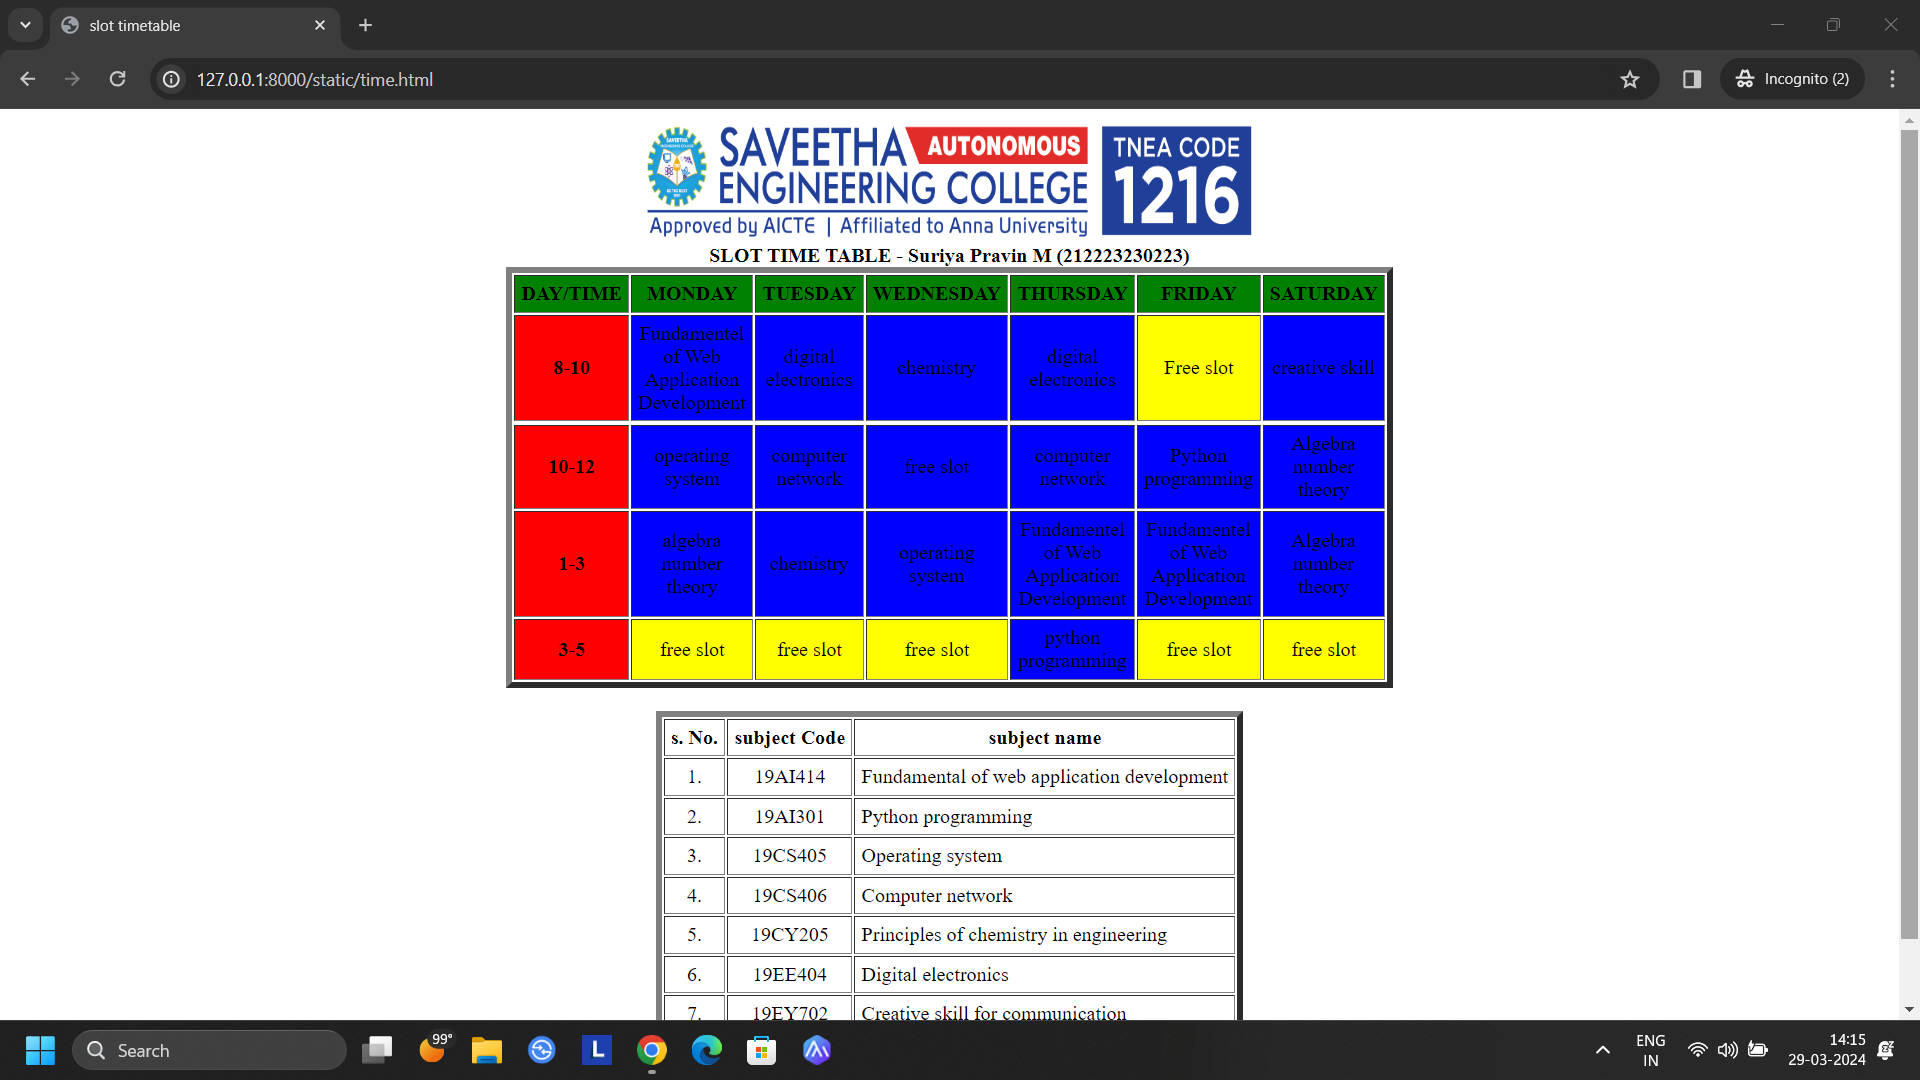 slot timetable
127.0.0.1:8000/static/time.html
Incognito (2)
SAVEETHA AUTONOMOUS
ENGINEERING COLLEGE
Approved by AICTE | Affiliated to Anna University
TNEA CODE
1216
SLOT TIME TABLE - Suriya Pravin M (212223230223)
DAY/TIME MONDAY TUESDAY WEDNESDAY THURSDAY FRIDAY SATURDAY
8-10
Fundamentel
of Web
Application
Development
digital
electronics
chemistry
digital
electronics
Free slot
creative skill
10-12
operating
system
computer
network
free slot
computer
network
Python
programming
Algebra
number
theory
1-3
algebra
number
theory
chemistry
operating
system
Fundamentel
of Web
Application
Development
Fundamentel
of Web
Application
Development
Algebra
number
theory
3-5
free slot
free slot
free slot
python
programming
free slot
free slot
s. No. subject Code subject name
1. 19AI414 Fundamental of web application development
2. 19AI301 Python programming
3. 19CS405 Operating system
4. 19CS406 Computer network
5. 19CY205 Principles of chemistry in engineering
6. 19EE404 Digital electronics
7. 19EY702 Creative skill for communication
Search
99°
L
ENG
IN
14:15
29-03-2024